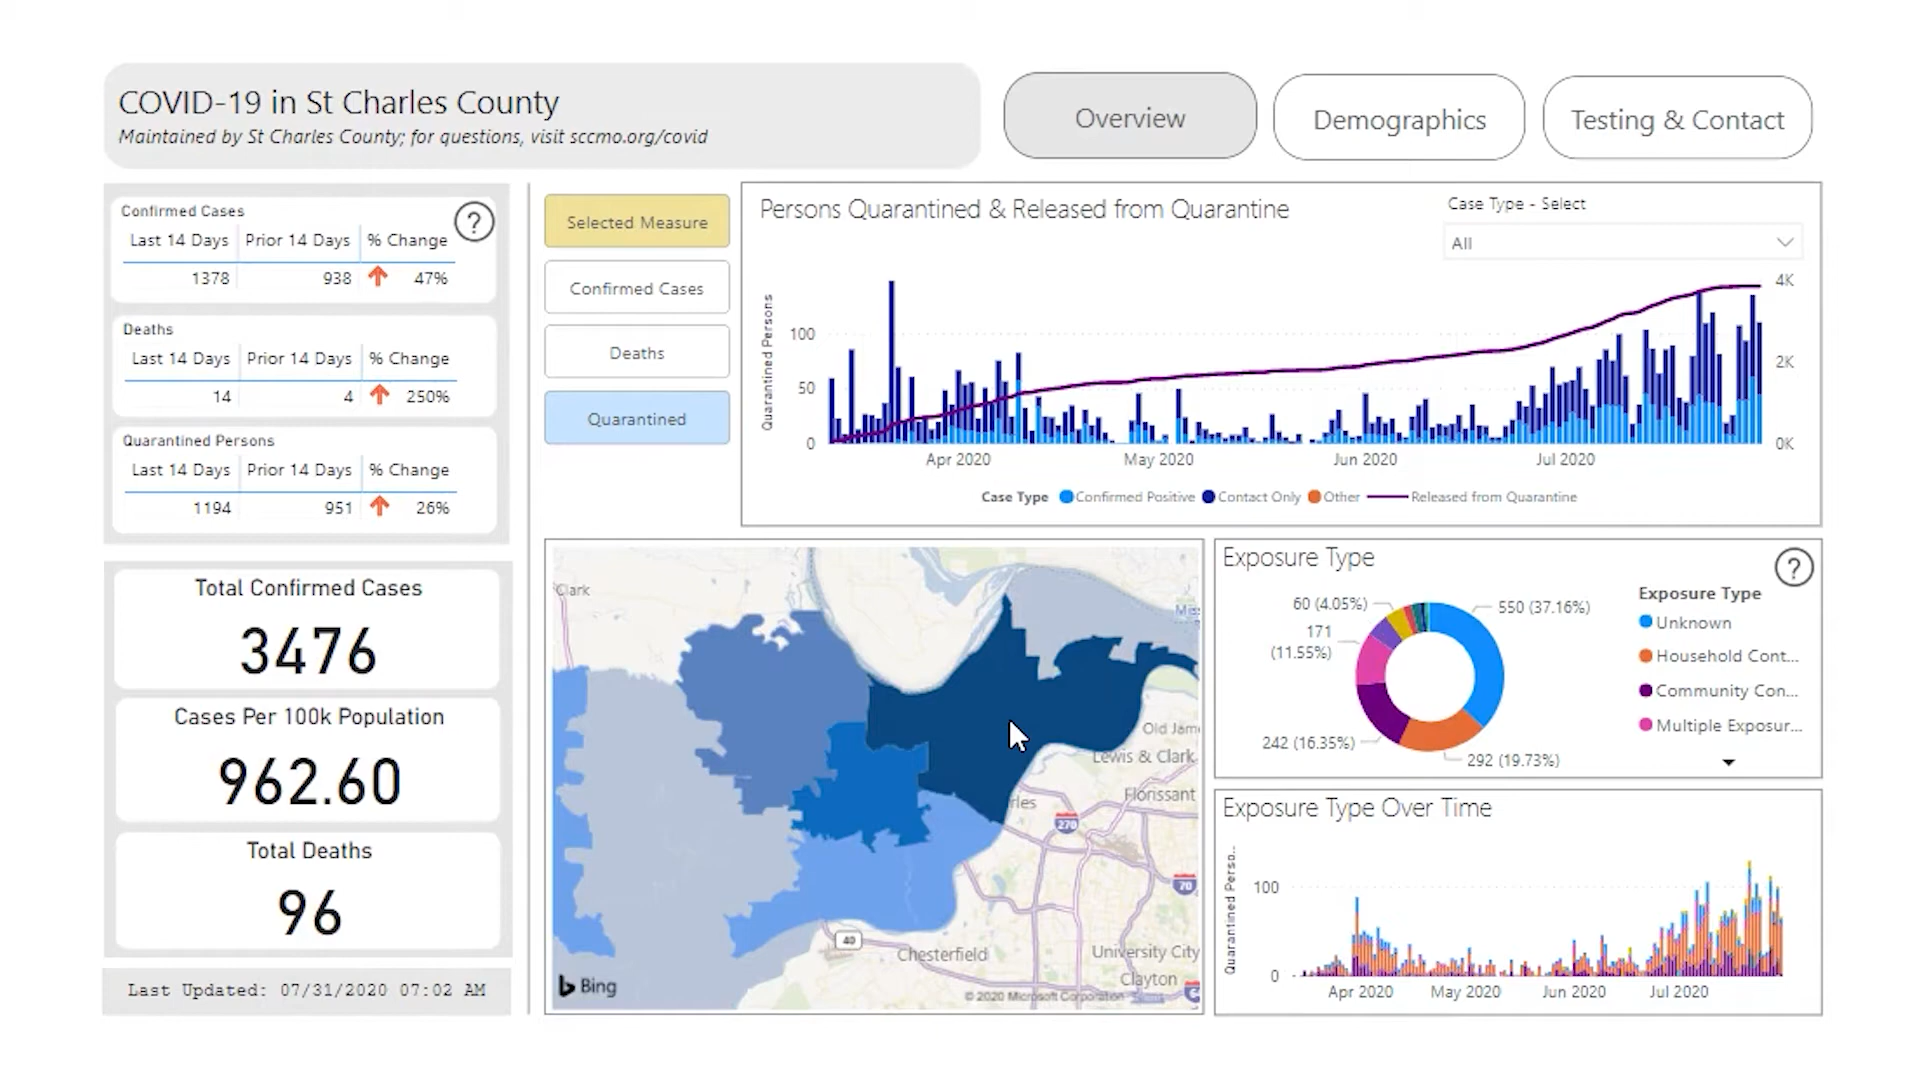 COVID-19 in St Charles County
Maintained by St Charles County; for questions, visit sccmo.org/covid
Overview
Demographics
Testing & Contact
Confirmed Cases
?
Last 14 Days Prior 14 Days % Change
1378 938 47%
Deaths
Last 14 Days Prior 14 Days % Change
14 4 250%
Quarantined Persons
Last 14 Days Prior 14 Days % Change
1194 951 26%
Total Confirmed Cases
3476
Cases Per 100k Population
962.60
Total Deaths
96
Last Updated: 07/31/2020 07:02 AM
Selected Measure
Confirmed Cases
Deaths
Quarantined
Persons Quarantined & Released from Quarantine
Case Type - Select
All
Quarantined Persons
100
50
0
4K
2K
0K
Apr 2020 May 2020 Jun 2020 Jul 2020
Case Type Confirmed Positive Contact Only Other Released from Quarantine
Clark
Mis
Old Jam
Lewis & Clark
Florissant
rles
270
70
40
Chesterfield
University City
Clayton
Bing
© 2020 Microsoft Corporation
Exposure Type
?
60 (4.05%)
171
(11.55%)
242 (16.35%)
550 (37.16%)
292 (19.73%)
Exposure Type
Unknown
Household Cont...
Community Con...
Multiple Exposur...
Exposure Type Over Time
Quarantined Perso...
100
0
Apr 2020 May 2020 Jun 2020 Jul 2020